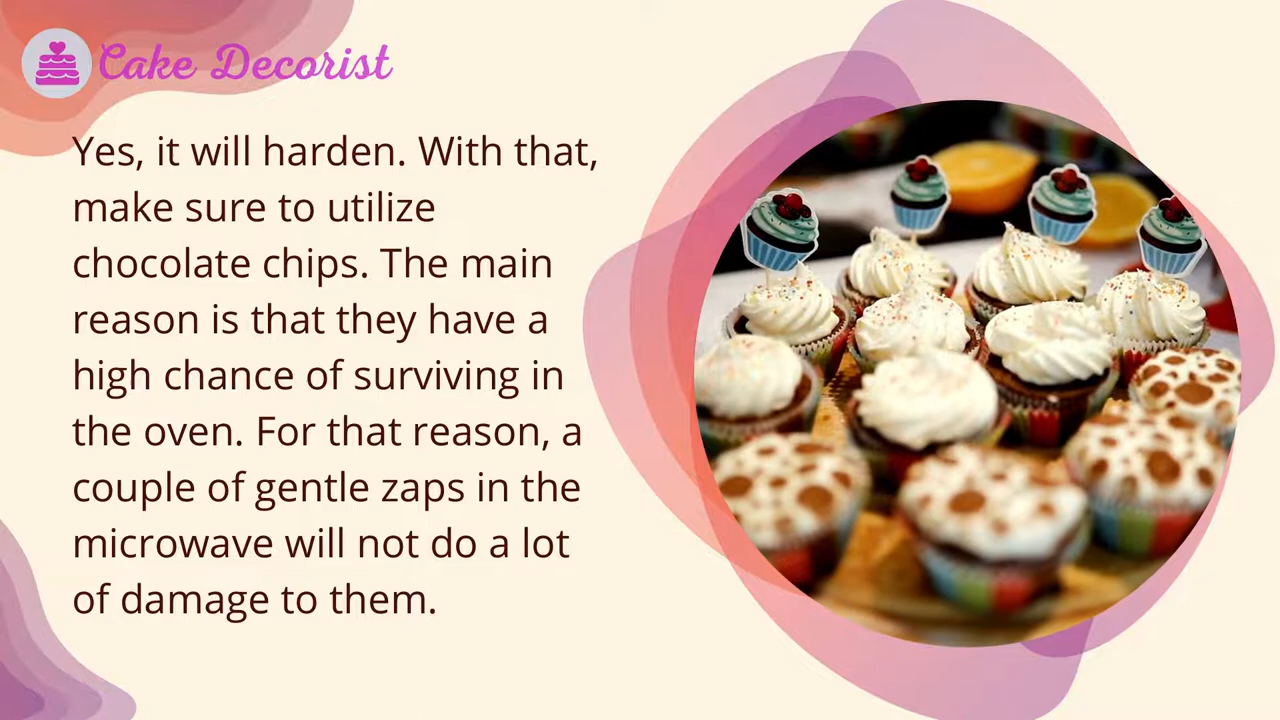 Cake Decorist
Yes, it will harden. With that,
make sure to utilize
chocolate chips. The main
reason is that they have a
high chance of surviving in
the oven. For that reason, a
couple of gentle zaps in the
microwave will not do a lot
of damage to them.